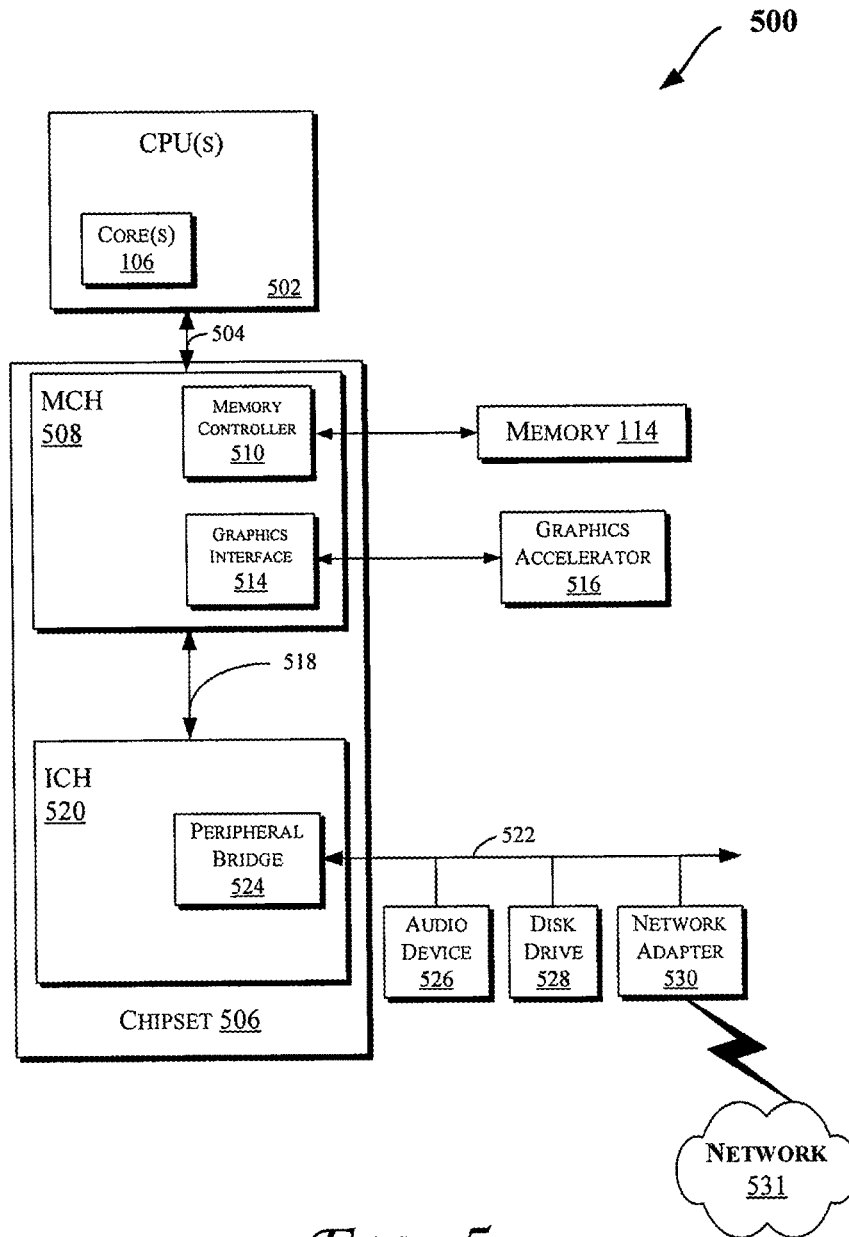 500
CPU(S)
CORE(S)
106
502
504
MCH
508
MEMORY
CONTROLLER
510
MEMORY 114
GRAPHICS
INTERFACE
514
GRAPHICS
ACCELERATOR
516
518
ICH
520
PERIPHERAL
BRIDGE
524
522
AUDIO
DEVICE
526
DISK
DRIVE
528
NETWORK
ADAPTER
530
CHIPSET 506
NETWORK
531